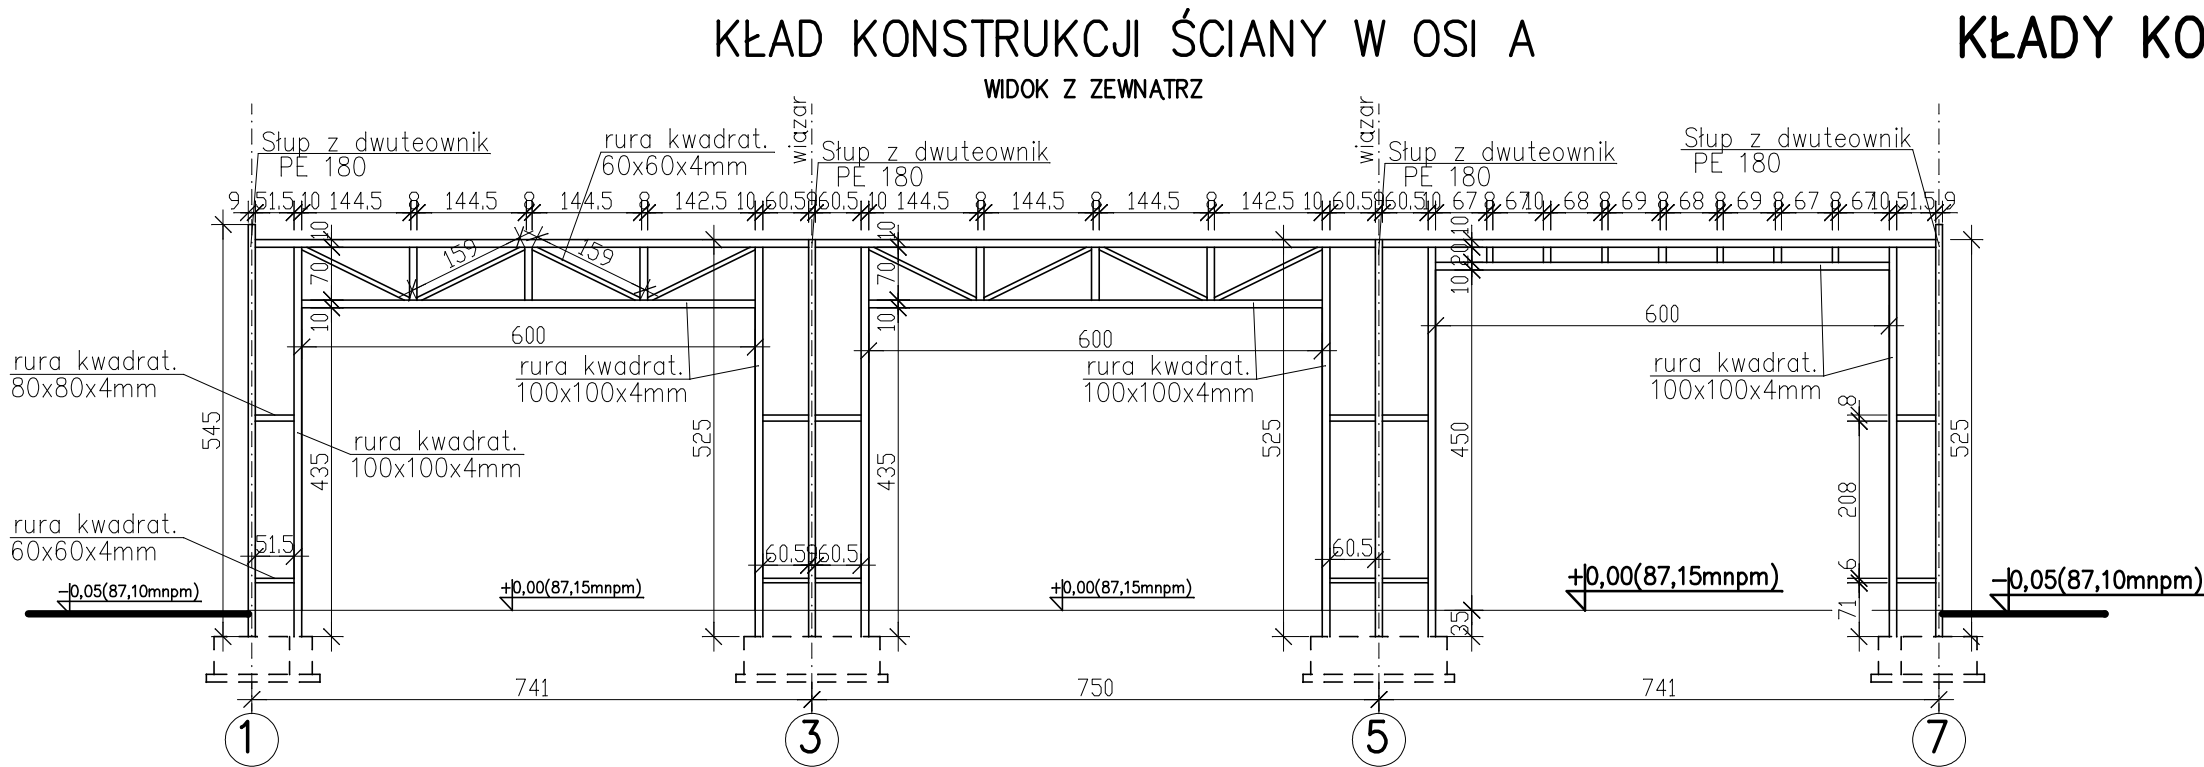 KŁAD KONSTRUKCJI ŚCIANY W OSI A
KŁADY KO
WIDOK Z ZEWNĄTRZ
wiązar
wiązar
Słup z dwuteownik
PE 180
rura kwadrat.
60x60x4mm
Słup z dwuteownik
PE 180
Słup z dwuteownik
PE 180
Słup z dwuteownik
PE 180
9 51.5 10 144.5 8 144.5 8 144.5 8 142.5 10 60.5 9 60.5 10 144.5 8 144.5 8 144.5 8 142.5 10 60.5 9 60.5 10 67 8 67 10 68 8 69 8 68 8 69 8 67 8 67 10 51.5 9
10
70
10
159
159
10
70
10
10
20
10
600
600
600
rura kwadrat.
80x80x4mm
rura kwadrat.
100x100x4mm
rura kwadrat.
100x100x4mm
rura kwadrat.
100x100x4mm
rura kwadrat.
100x100x4mm
545
435
525
435
525
450
8
208
6
71
35
525
rura kwadrat.
60x60x4mm
51.5
60.5 9 60.5
60.5
-0,05(87,10mnpm)
+0,00(87,15mnpm)
+0,00(87,15mnpm)
+0,00(87,15mnpm)
-0,05(87,10mnpm)
741
750
741
1
3
5
7